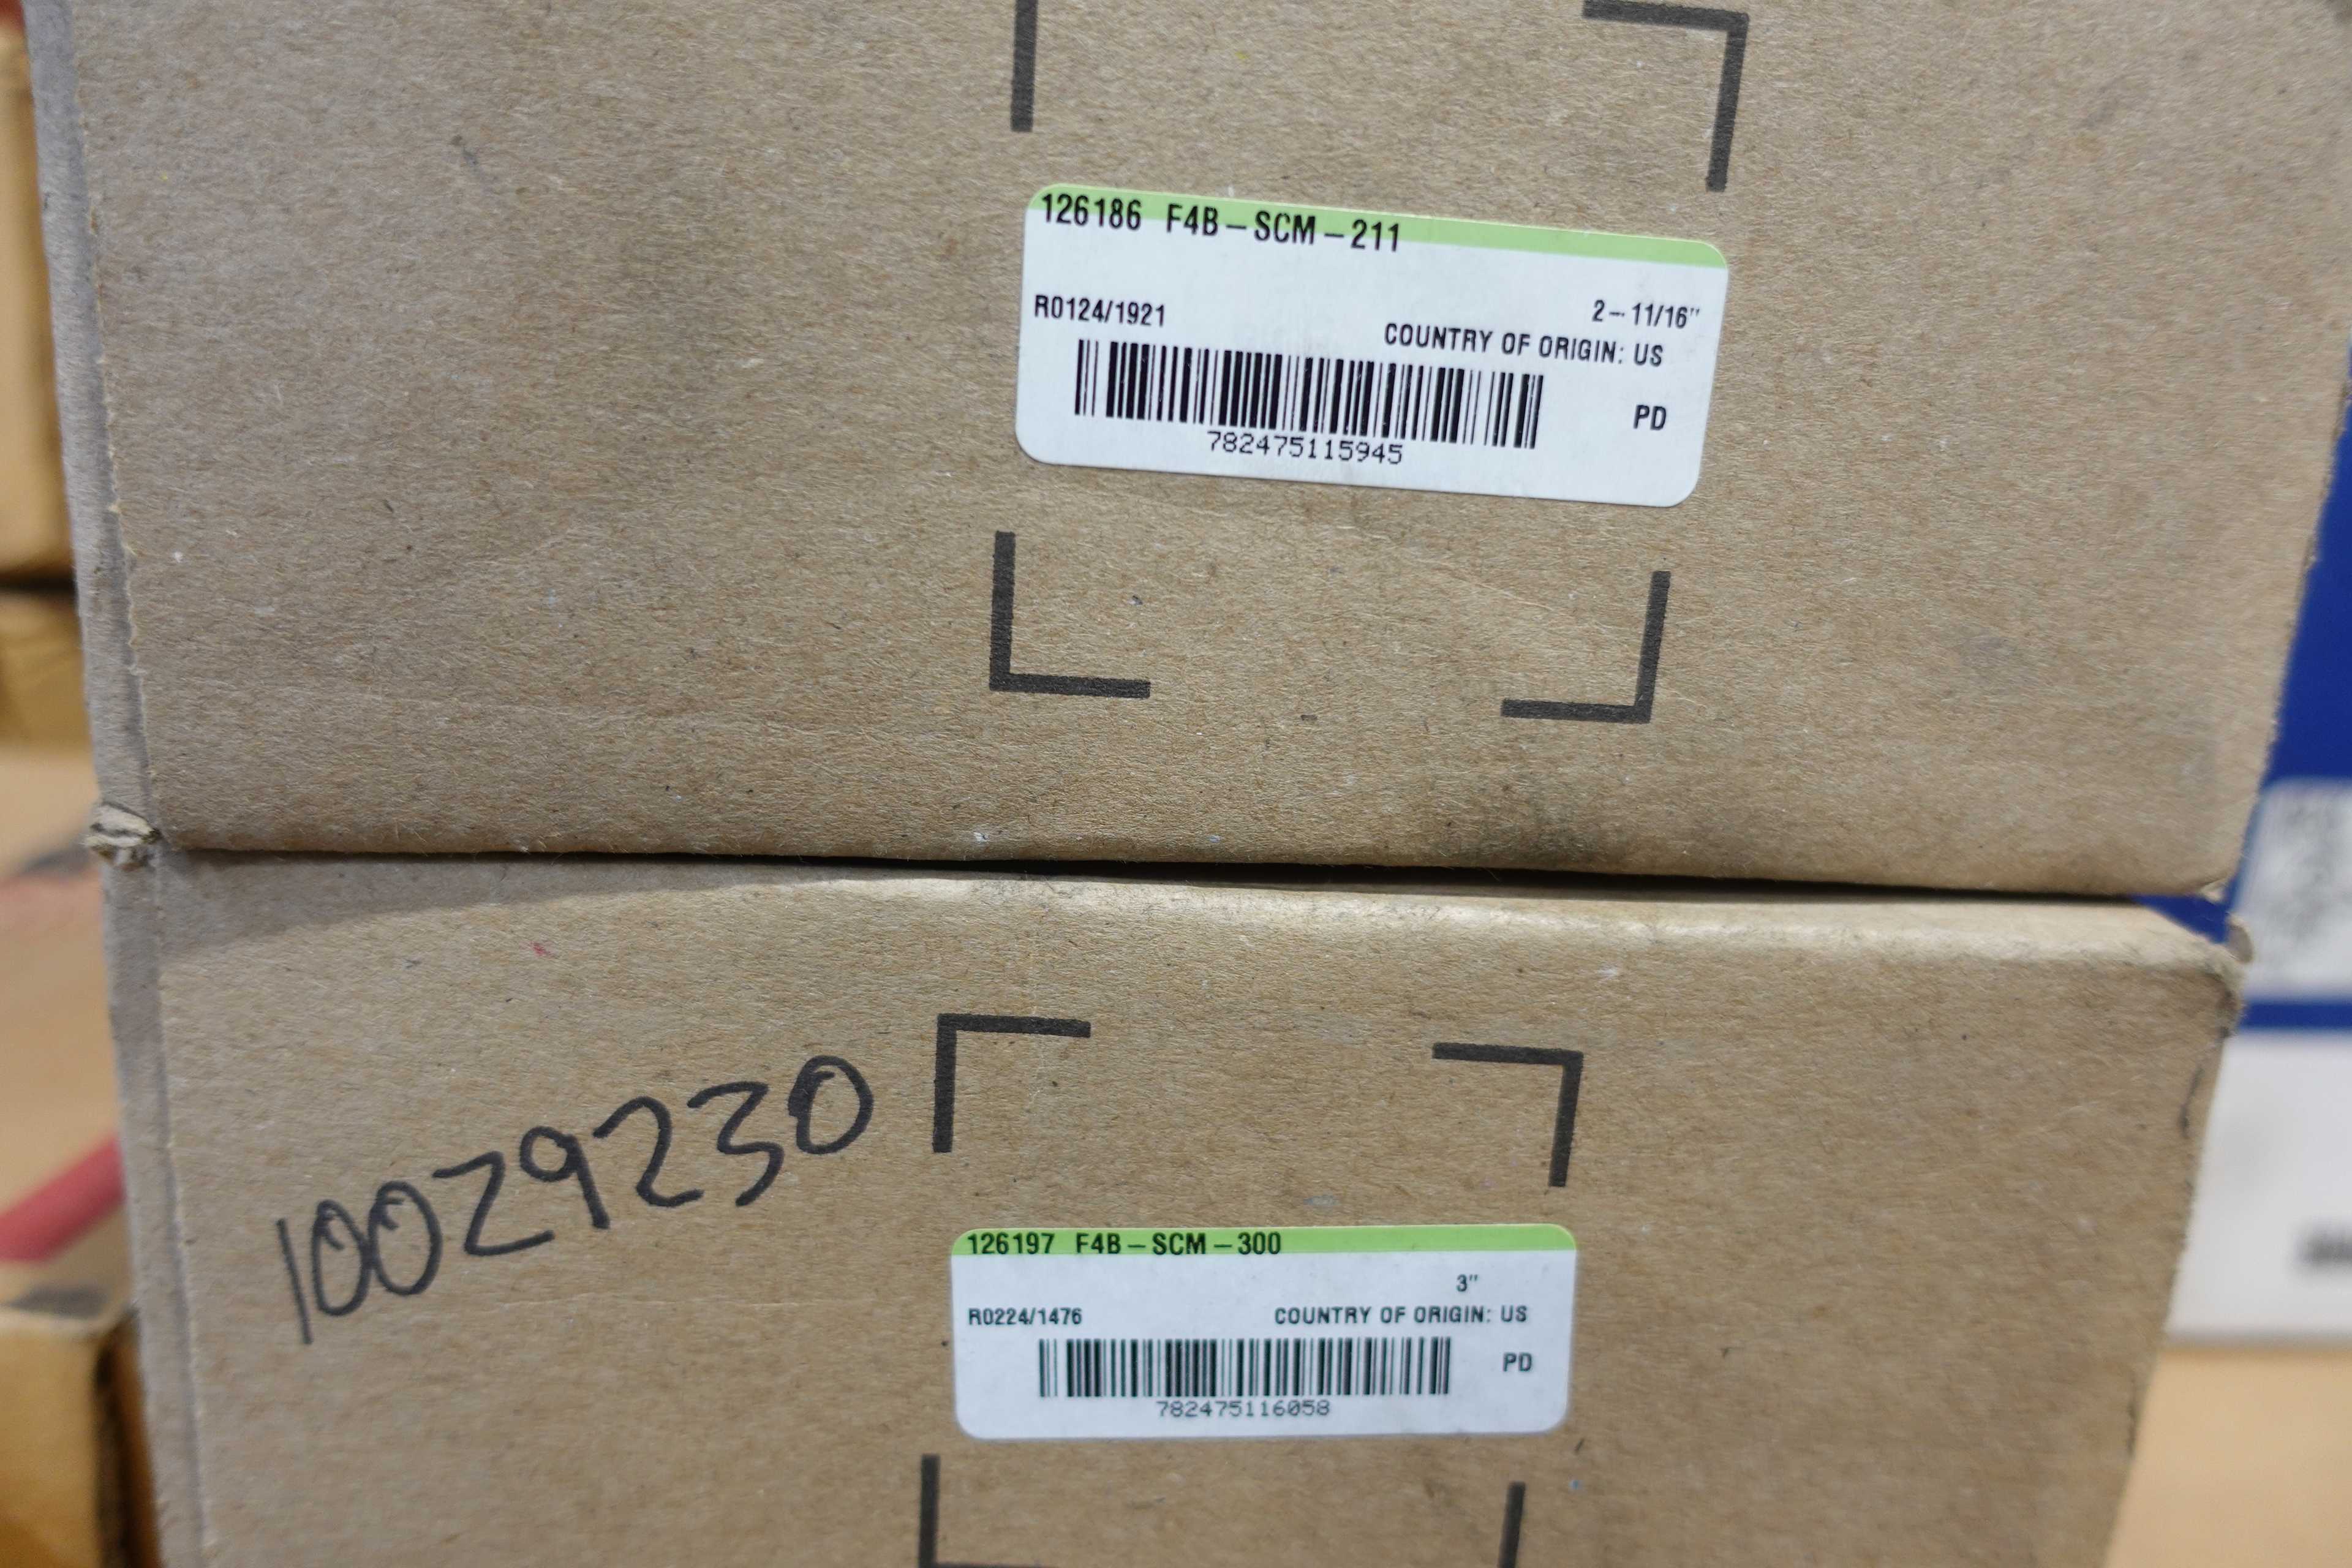 126186 F4B-SCM-211
2-11/16"
R0124/1921
COUNTRY OF ORIGIN: US
PD
782475115945
10029230
126197 F4B-SCM-300
3"
R0224/1476 COUNTRY OF ORIGIN: US
PD
782475116058